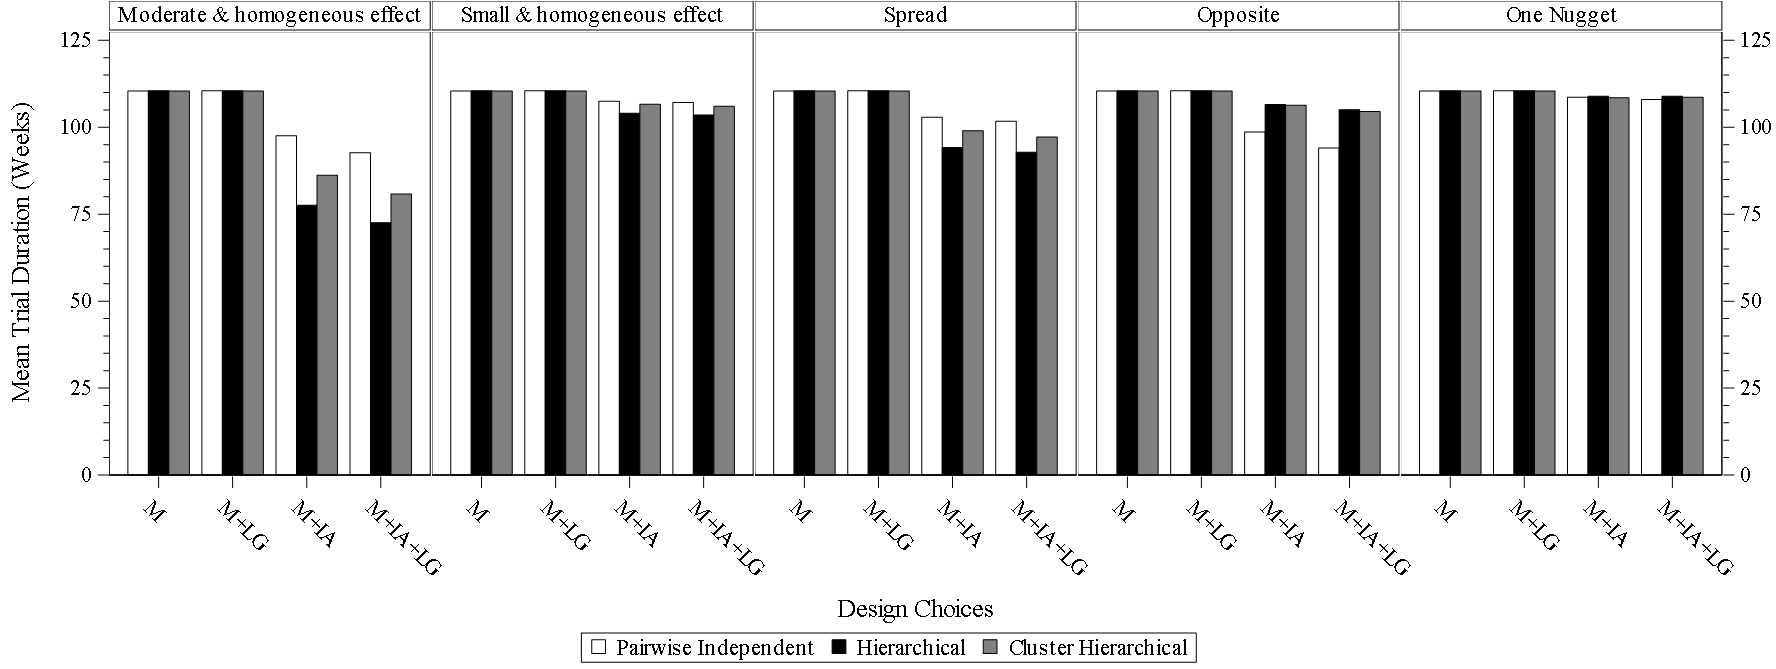 Moderate & homogeneous effect
Small & homogeneous effect
Spread
Opposite
One Nugget
Mean Trial Duration (Weeks)
125
100
75
50
25
0
125
100
75
50
25
0
M
M+LG
M+IA
M+IA+LG
M
M+LG
M+IA
M+IA+LG
M
M+LG
M+IA
M+IA+LG
M
M+LG
M+IA
M+IA+LG
M
M+LG
M+IA
M+IA+LG
Design Choices
Pairwise Independent
Hierarchical
Cluster Hierarchical